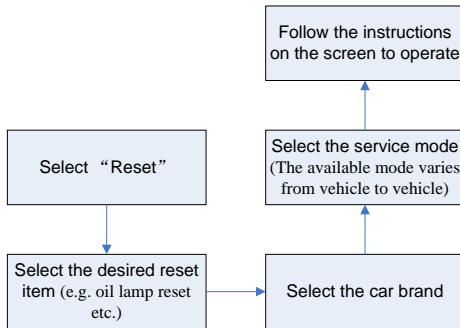 Select “Reset”
Select the desired reset
item (e.g. oil lamp reset
etc.)
Select the car brand
Select the service mode
(The available mode varies
from vehicle to vehicle)
Follow the instructions
on the screen to operate